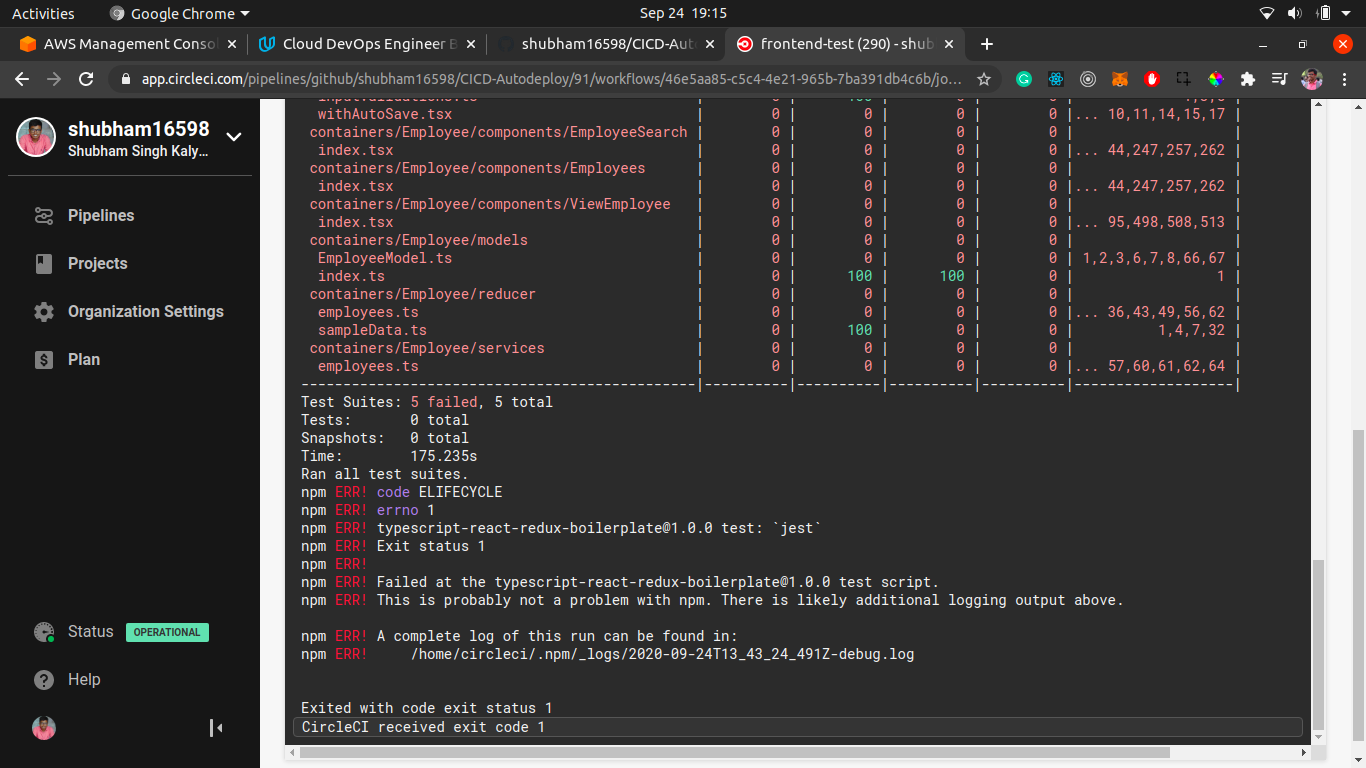 Activities
Google Chrome
Sep 24 19:15
AWS Management Conso
Cloud DevOps Engineer B
shubham16598/CICD-Aut
frontend-test (290) - shub
app.circleci.com/pipelines/github/shubham16598/CICD-Autodeploy/91/workflows/46e5aa85-c5c4-4e21-965b-7ba391db4c6b/jo...
shubham16598
Shubham Singh Kaly...
Pipelines
Projects
Organization Settings
Plan
Status OPERATIONAL
Help
withAutoSave.tsx | 0 | 0 | 0 | 0 |... 10,11,14,15,17 |
containers/Employee/components/EmployeeSearch | 0 | 0 | 0 | 0 | |
index.tsx | 0 | 0 | 0 | 0 |... 44,247,257,262 |
containers/Employee/components/Employees | 0 | 0 | 0 | 0 | |
index.tsx | 0 | 0 | 0 | 0 |... 44,247,257,262 |
containers/Employee/components/ViewEmployee | 0 | 0 | 0 | 0 | |
index.tsx | 0 | 0 | 0 | 0 |... 95,498,508,513 |
containers/Employee/models | 0 | 0 | 0 | 0 | |
EmployeeModel.ts | 0 | 0 | 0 | 0 | 1,2,3,6,7,8,66,67 |
index.ts | 0 | 100 | 100 | 0 | 1 |
containers/Employee/reducer | 0 | 0 | 0 | 0 | |
employees.ts | 0 | 0 | 0 | 0 |... 36,43,49,56,62 |
sampleData.ts | 0 | 100 | 0 | 0 | 1,4,7,32 |
containers/Employee/services | 0 | 0 | 0 | 0 | |
employees.ts | 0 | 0 | 0 | 0 |... 57,60,61,62,64 |
-----------------------------------------------|----------|----------|----------|----------|-------------------|
Test Suites: 5 failed, 5 total
Tests: 0 total
Snapshots: 0 total
Time: 175.235s
Ran all test suites.
npm ERR! code ELIFECYCLE
npm ERR! errno 1
npm ERR! typescript-react-redux-boilerplate@1.0.0 test: `jest`
npm ERR! Exit status 1
npm ERR!
npm ERR! Failed at the typescript-react-redux-boilerplate@1.0.0 test script.
npm ERR! This is probably not a problem with npm. There is likely additional logging output above.
npm ERR! A complete log of this run can be found in:
npm ERR! /home/circleci/.npm/_logs/2020-09-24T13_43_24_491Z-debug.log
Exited with code exit status 1
CircleCI received exit code 1